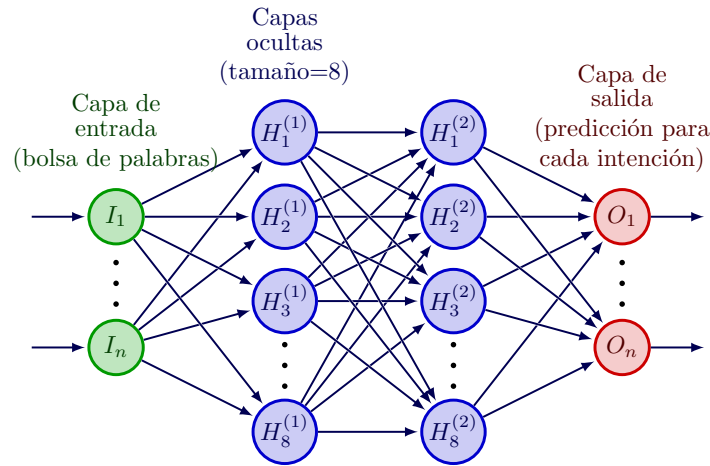 Capas
ocultas
(tamaño=8)
Capa de
entrada
(bolsa de palabras)
Capa de
salida
(predicción para
cada intención)
I_1
I_n
H_1^{(1)}
H_2^{(1)}
H_3^{(1)}
H_8^{(1)}
H_1^{(2)}
H_2^{(2)}
H_3^{(2)}
H_8^{(2)}
O_1
O_n